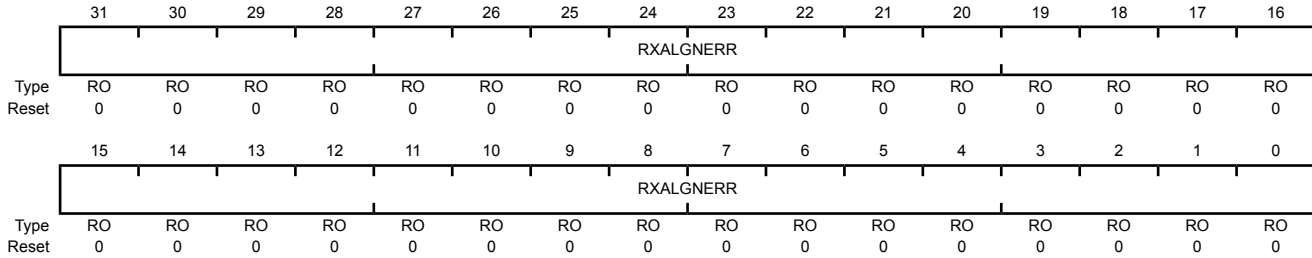 31 30 29 28 27 26 25 24 23 22 21 20 19 18 17 16
RXALGNERR
Type RO RO RO RO RO RO RO RO RO RO RO RO RO RO RO RO
Reset 0 0 0 0 0 0 0 0 0 0 0 0 0 0 0 0
15 14 13 12 11 10 9 8 7 6 5 4 3 2 1 0
RXALGNERR
Type RO RO RO RO RO RO RO RO RO RO RO RO RO RO RO RO
Reset 0 0 0 0 0 0 0 0 0 0 0 0 0 0 0 0